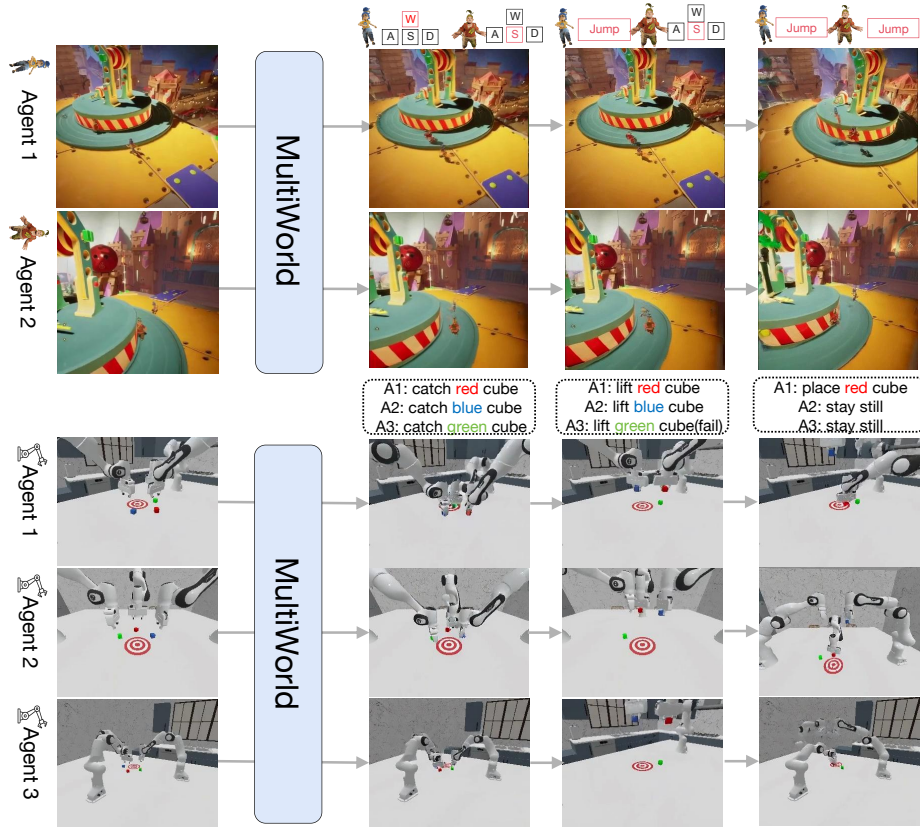 W
A S D
W
A S D
Jump
W
A S D
Jump
Jump
Agent 1
MultiWorld
Agent 2
A1: catch red cube
A2: catch blue cube
A3: catch green cube
A1: lift red cube
A2: lift blue cube
A3: lift green cube(fail)
A1: place red cube
A2: stay still
A3: stay still
Agent 1
MultiWorld
Agent 2
Agent 3